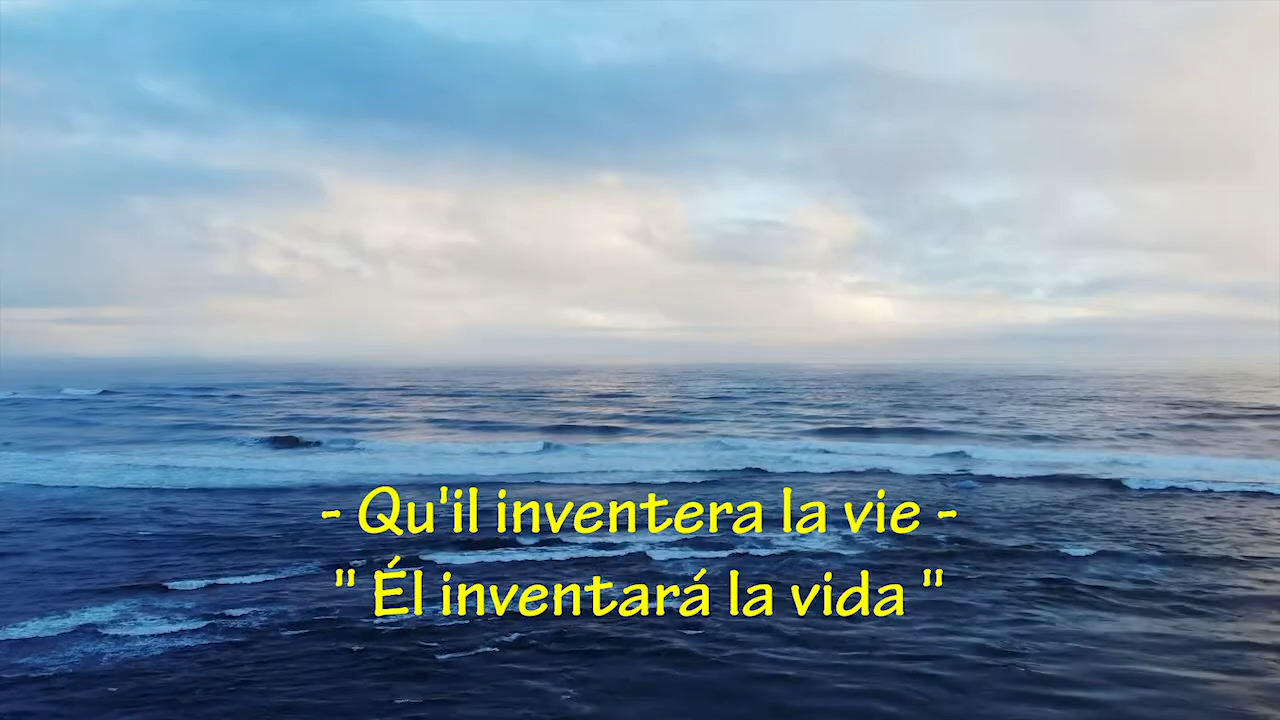 - Qu'il inventera la vie -
" Él inventará la vida "